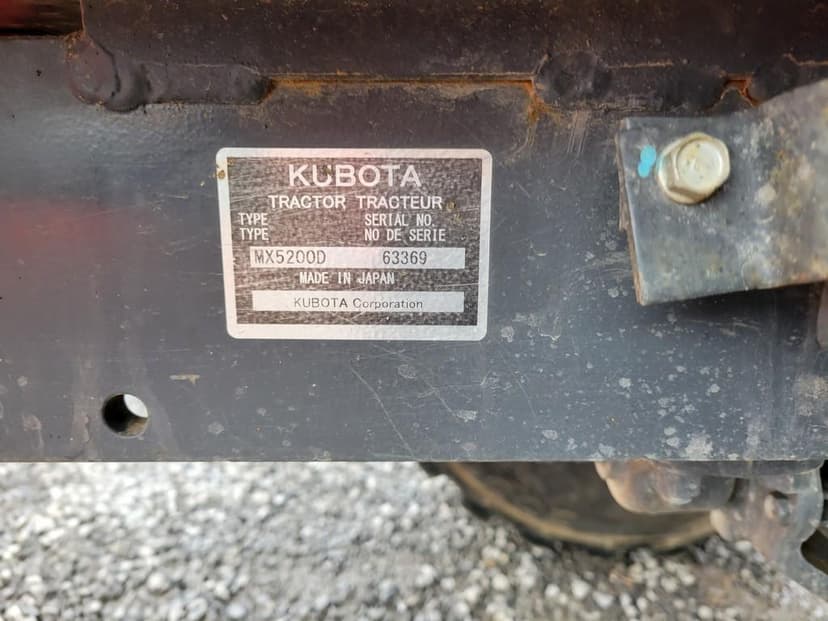 KUBOTA
TRACTOR TRACTEUR
TYPE SERIAL NO.
TYPE NO DE SERIE
MX5200D 63369
MADE IN JAPAN
KUBOTA Corporation